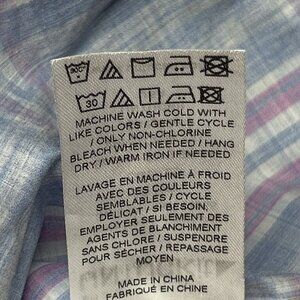 30
MACHINE WASH COLD WITH
LIKE COLORS / GENTLE CYCLE
/ ONLY NON-CHLORINE
BLEACH WHEN NEEDED / HANG
DRY / WARM IRON IF NEEDED
LAVAGE EN MACHINE À FROID
AVEC DES COULEURS
SEMBLABLES / CYCLE
DÉLICAT / SI BESOIN,
EMPLOYER SEULEMENT DES
AGENTS DE BLANCHIMENT
SANS CHLORE / SUSPENDRE
POUR SÉCHER / REPASSAGE
MOYEN
MADE IN CHINA
FABRIQUÉ EN CHINE